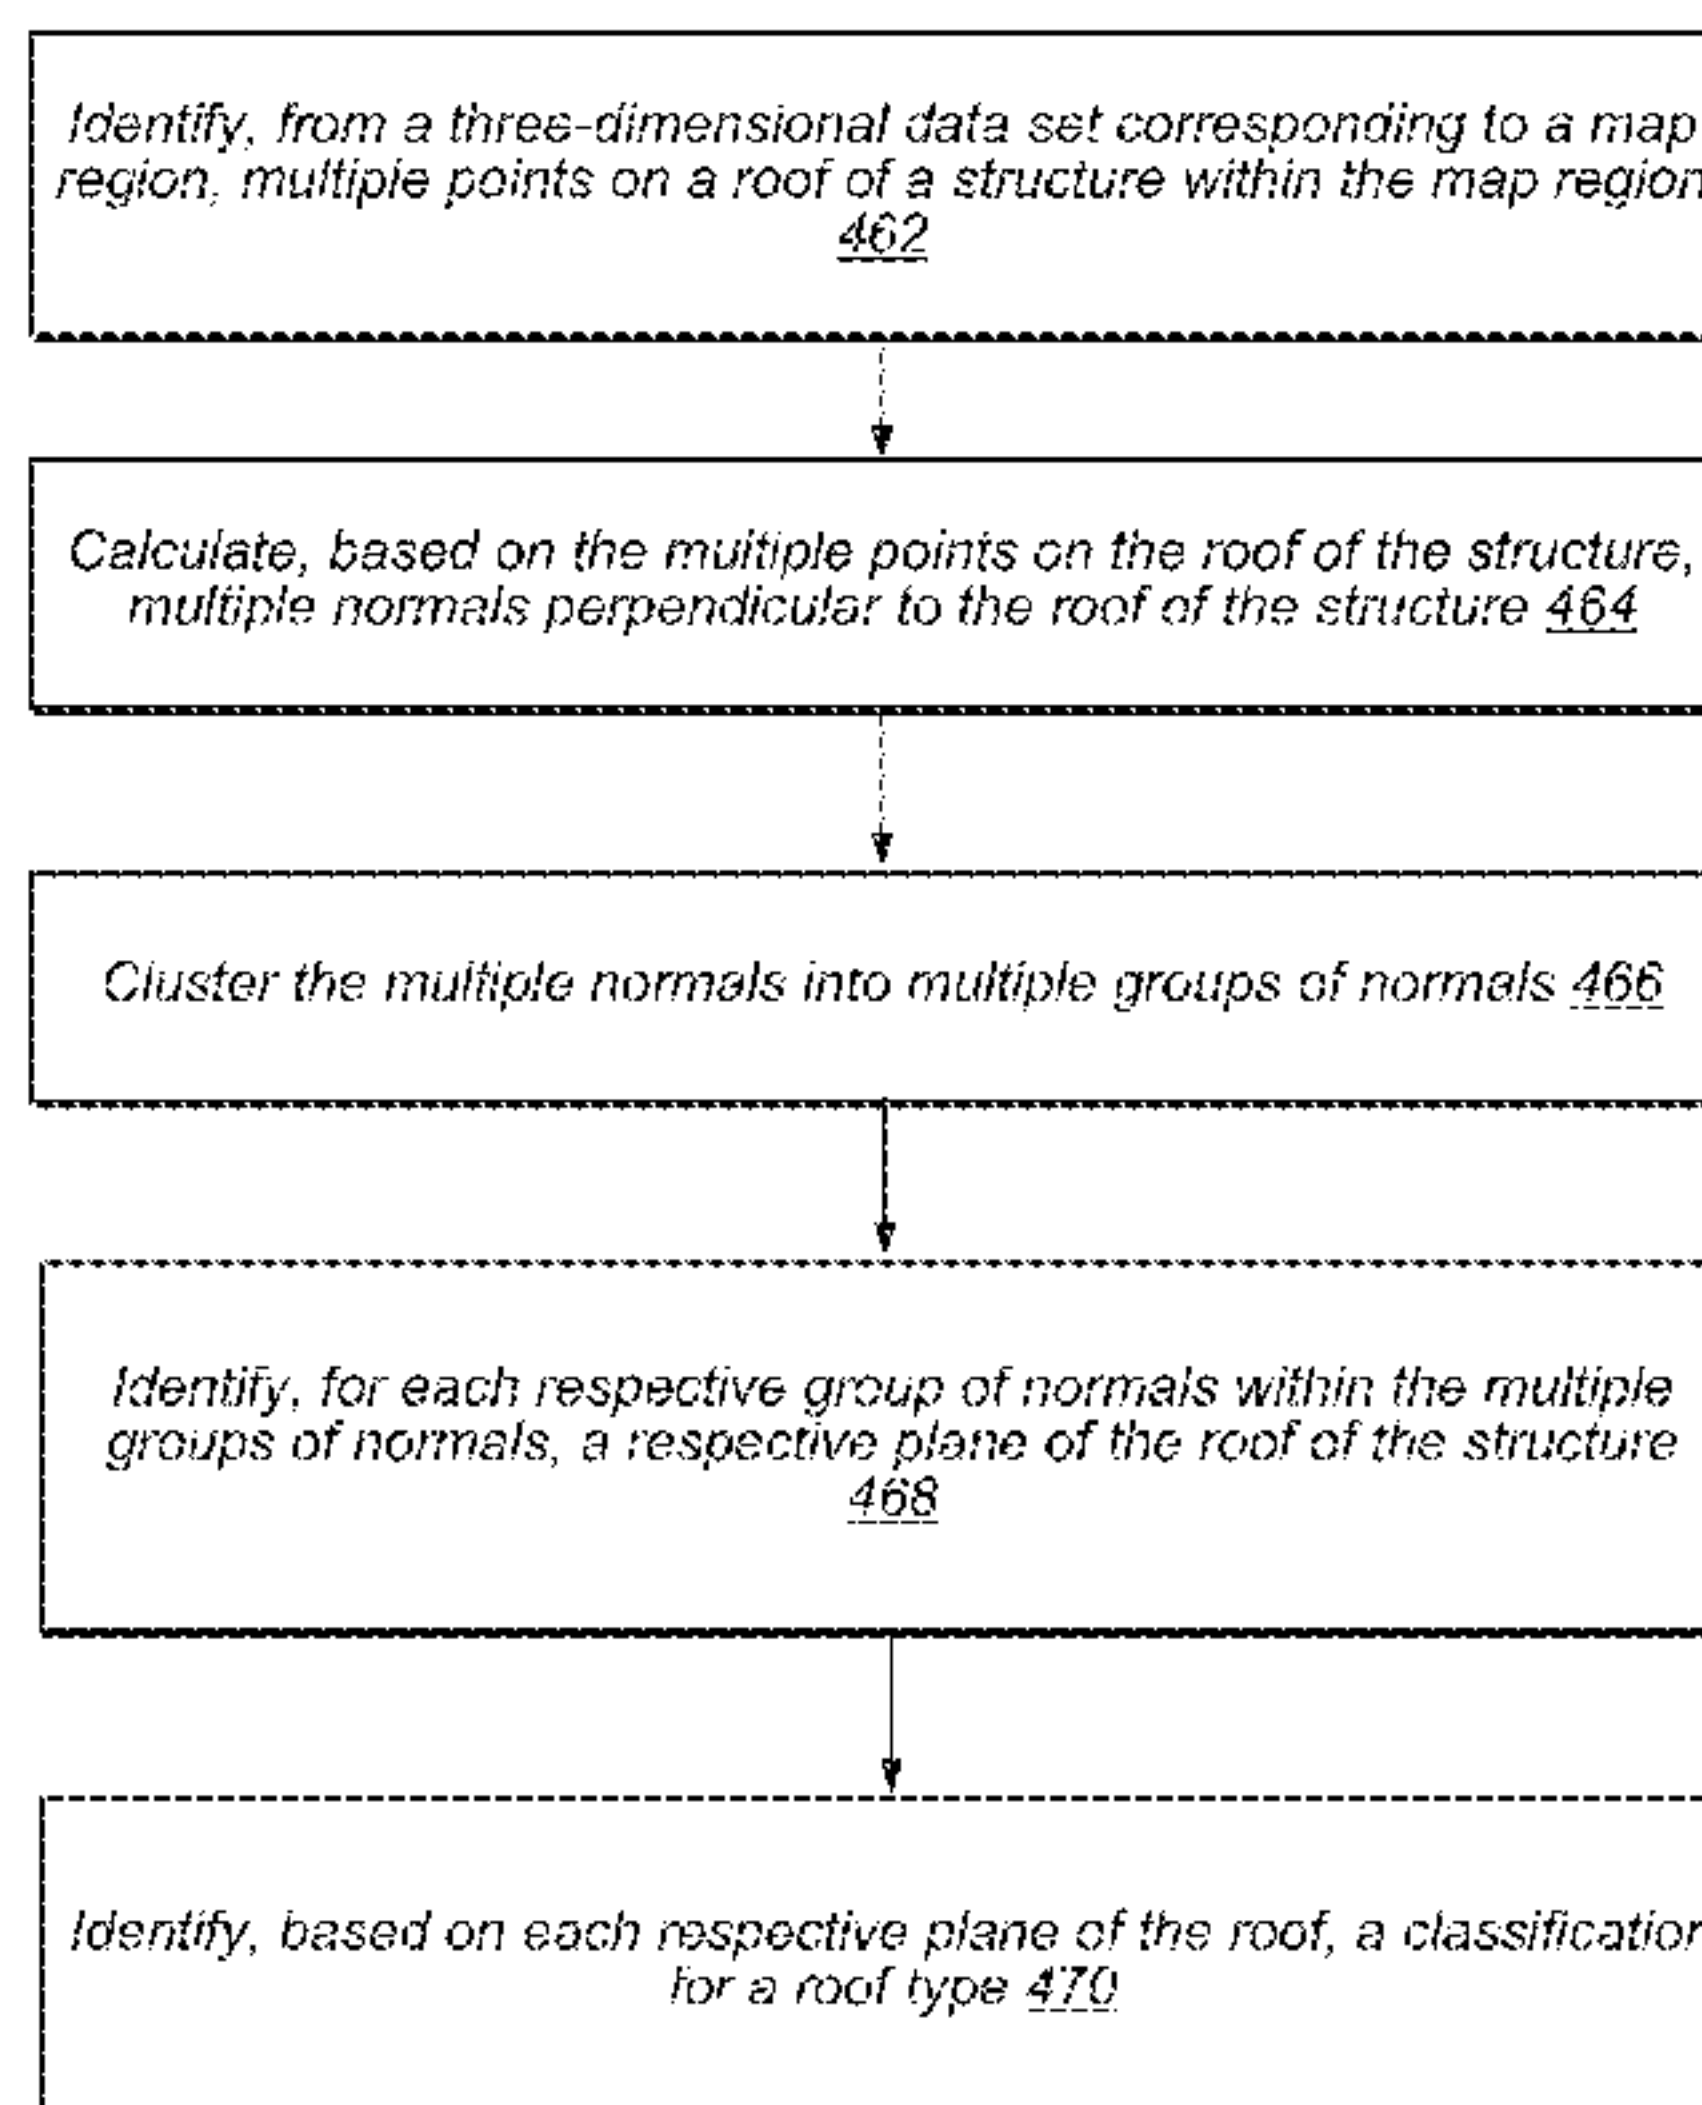 Identify, from a three-dimensional data set corresponding to a map
region, multiple points on a roof of a structure within the map region
462
Calculate, based on the multiple points on the roof of the structure,
multiple normals perpendicular to the roof of the structure 464
Cluster the multiple normals into multiple groups of normals 466
Identify, for each respective group of normals within the multiple
groups of normals, a respective plane of the roof of the structure
468
Identify, based on each respective plane of the roof, a classification
for a roof type 470